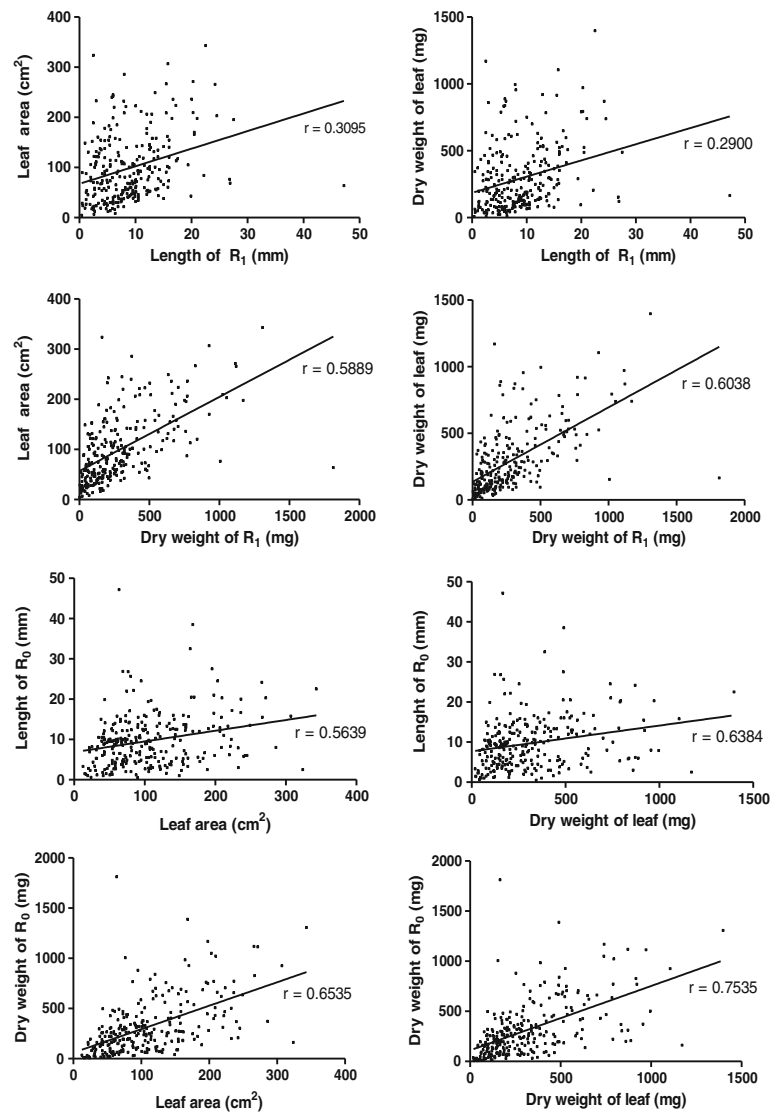 400
300
200
100
0
Leaf area (cm²)
r = 0.3095
0 10 20 30 40 50
Length of R₁ (mm)
1500
1000
500
0
Dry weight of leaf (mg)
r = 0.2900
0 10 20 30 40 50
Length of R₁ (mm)
400
300
200
100
0
Leaf area (cm²)
r = 0.5889
0 500 1000 1500 2000
Dry weight of R₁ (mg)
1500
1000
500
0
Dry weight of leaf (mg)
r = 0.6038
0 500 1000 1500 2000
Dry weight of R₁ (mg)
50
40
30
20
10
0
Lenght of R₀ (mm)
r = 0.5639
0 100 200 300 400
Leaf area (cm²)
50
40
30
20
10
0
Lenght of R₀ (mm)
r = 0.6384
0 500 1000 1500
Dry weight of leaf (mg)
2000
1500
1000
500
0
Dry weight of R₀ (mg)
r = 0.6535
0 100 200 300 400
Leaf area (cm²)
2000
1500
1000
500
0
Dry weight of R₀ (mg)
r = 0.7535
0 500 1000 1500
Dry weight of leaf (mg)